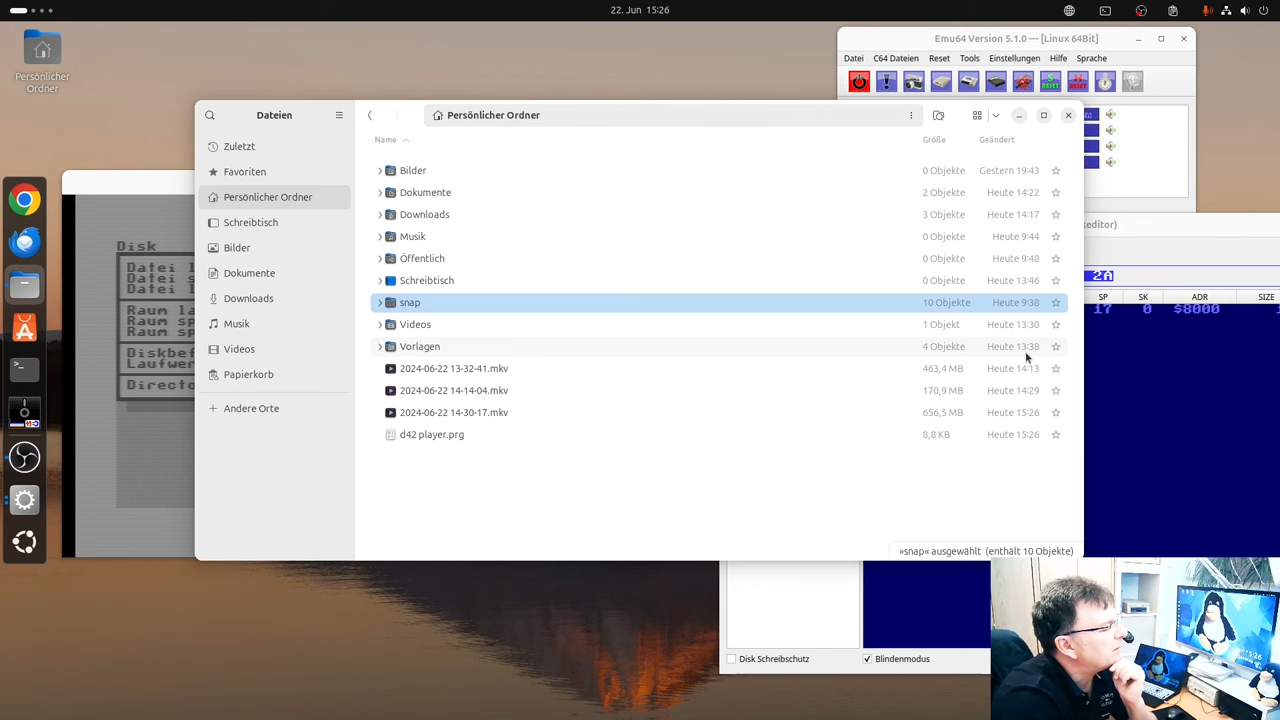 22. Jun 15:26
Persönlicher
Ordner
Emu64 Version 5.1.0 --- [Linux 64Bit]
Datei C64 Dateien Reset Tools Einstellungen Hilfe Sprache
RESET RESET
Dateien
Persönlicher Ordner
Name Größe Geändert
Zuletzt
Favoriten
Persönlicher Ordner
Schreibtisch
Bilder
Dokumente
Downloads
Musik
Videos
Papierkorb
Andere Orte
Bilder 0 Objekte Gestern 19:43
Dokumente 2 Objekte Heute 14:22
Downloads 3 Objekte Heute 14:17
Musik 0 Objekte Heute 9:44
Öffentlich 0 Objekte Heute 9:48
Schreibtisch 0 Objekte Heute 13:46
snap 10 Objekte Heute 9:38
Videos 1 Objekt Heute 13:30
Vorlagen 4 Objekte Heute 13:38
2024-06-22 13-32-41.mkv 463,4 MB Heute 14:13
2024-06-22 14-14-04.mkv 170,9 MB Heute 14:29
2024-06-22 14-30-17.mkv 656,5 MB Heute 15:26
d42 player.prg 8,8 KB Heute 15:26
»snap« ausgewählt (enthält 10 Objekte)
Disk
Datei l
Datei s
Raum la
Raum sp
Raum sp
Diskbef
Laufwer
Directo
keditor)
2A
SP SK ADR SIZE
17 0 $8000
Disk Schreibschutz
Blindenmodus